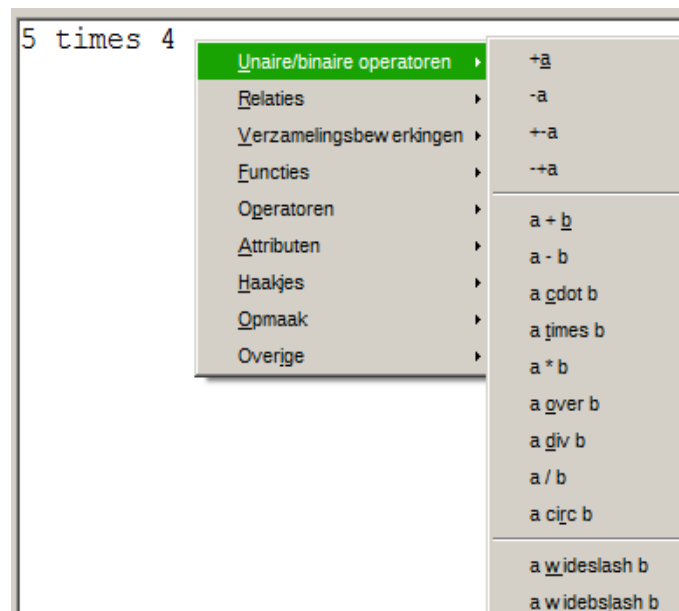 5 times 4
Unaire/binaire operatoren
Relaties
Verzamelingsbewerkingen
Functies
Operatoren
Attributen
Haakjes
Opmaak
Overige
+a
-a
+-a
-+a
a + b
a - b
a cdot b
a times b
a * b
a over b
a div b
a / b
a circ b
a wideslash b
a widebslash b